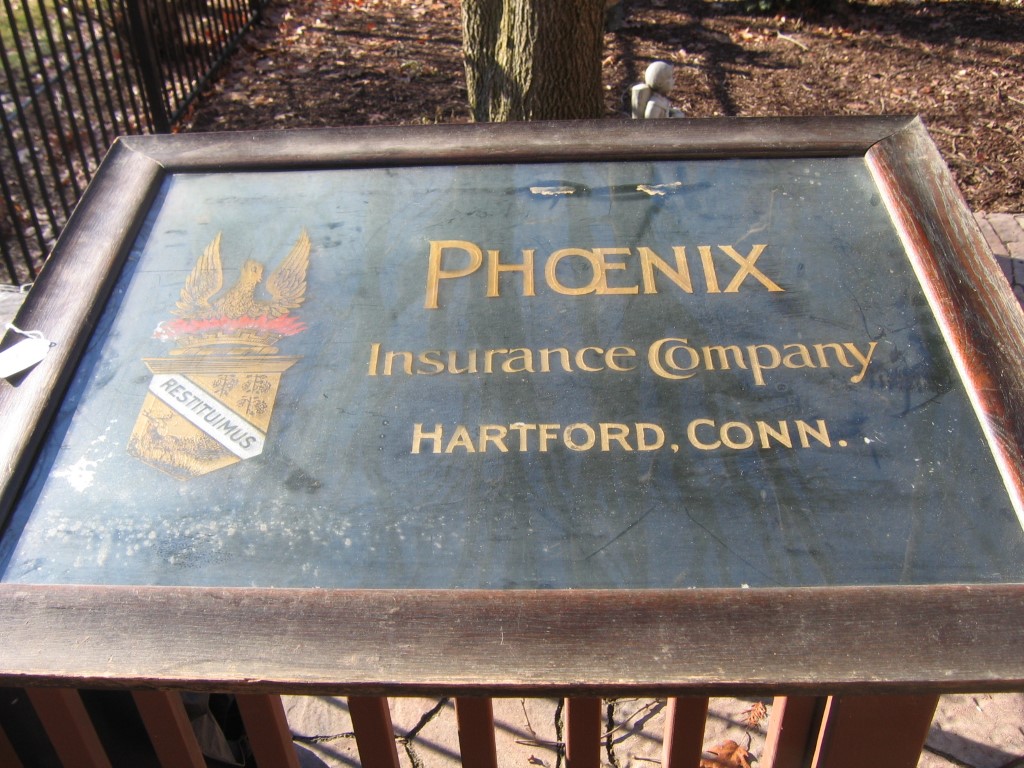 PHŒNIX
Insurance Company
HARTFORD, CONN.
RESTITUIMUS